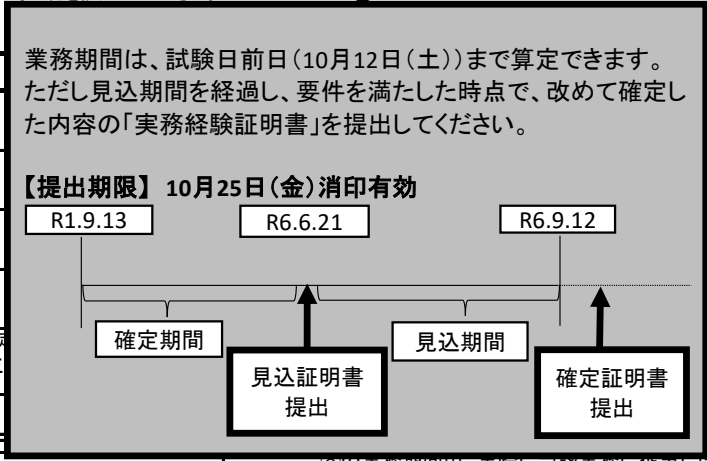 業務期間は、試験日前日(10月12日(土))まで算定できます。
ただし見込期間を経過し、要件を満たした時点で、改めて確定し
た内容の「実務経験証明書」を提出してください。
【提出期限】 10月25日(金)消印有効
R1.9.13
R6.6.21
R6.9.12
確定期間
見込期間
見込証明書
提出
確定証明書
提出